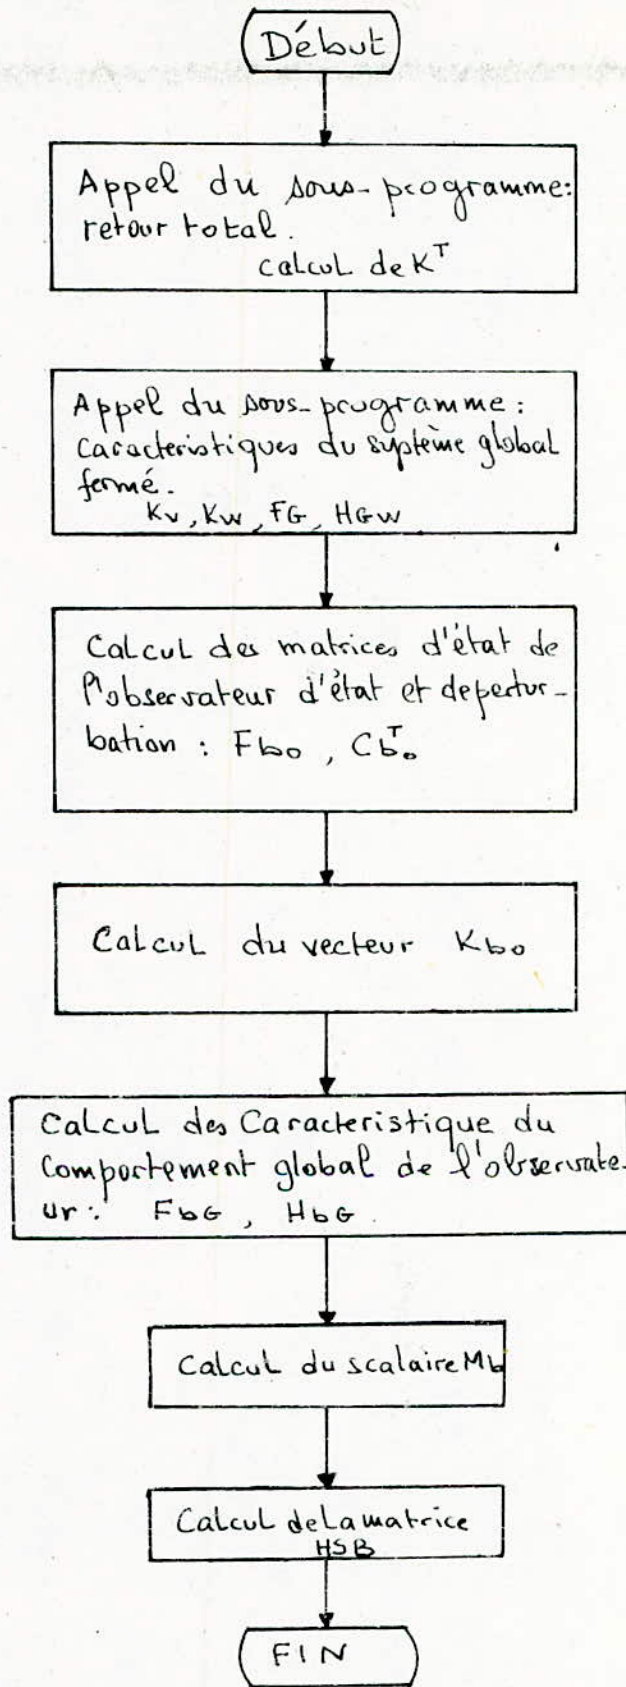 Début
Appel du sous-programme:
retour total.
calcul de Kᵀ
Appel du sous-programme :
Caracteristiques du système global
fermé.
Kv, Kw, FG, HGW
Calcul des matrices d'état de
l'observateur d'état et de pertur-
bation : Fbo, Cboᵀ
Calcul du vecteur Kbo
Calcul des Caracteristique du
Comportement global de l'observate-
ur : FbG, HbG.
Calcul du scalaire Mb
Calcul de La matrice
HSB
FIN